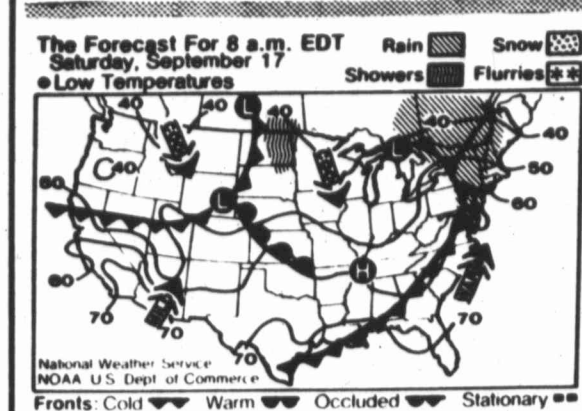 The Forecast For 8 a.m. EDT
Saturday, September 17
● Low Temperatures
Rain
Snow
Showers
Flurries
40
40
40
40
40
40
50
50
60
60
70
70
70
70
L
L
L
H
National Weather Service
NOAA U S Dept of Commerce
Fronts: Cold Warm Occluded Stationary